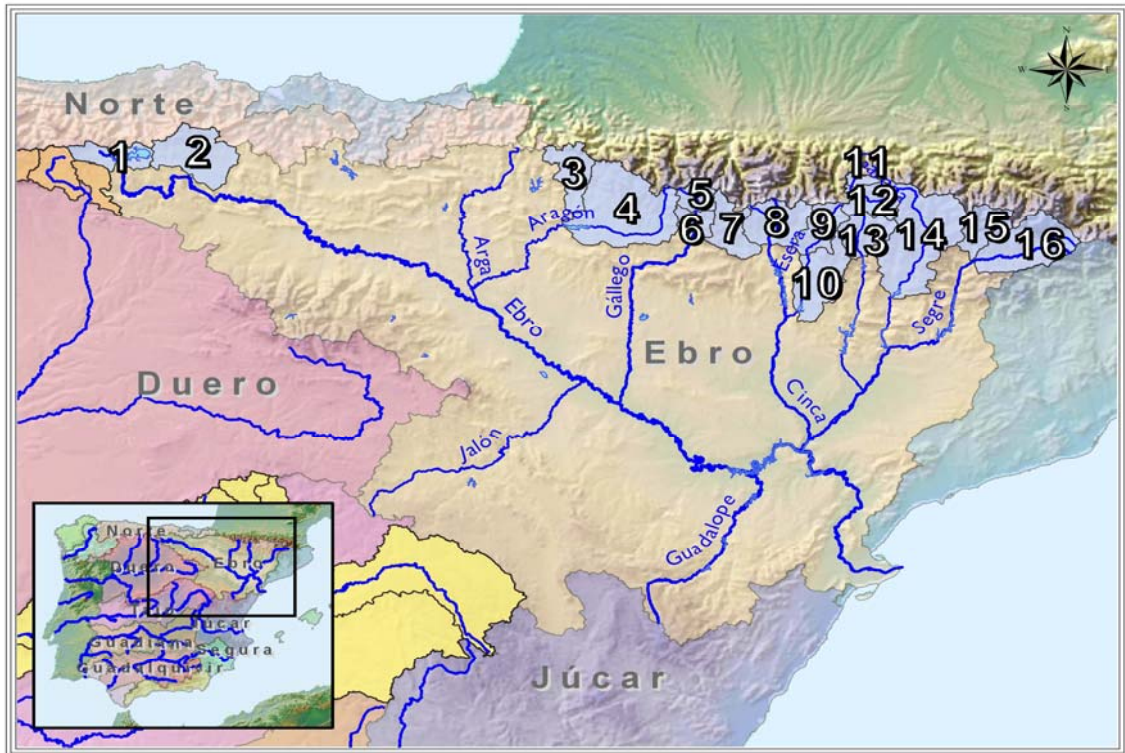 N
W E
S
Norte
1
2
3
4
5
6
7
8
9
10
11
12
13
14
15
16
Aragón
Arga
Gállego
Esera
Segre
Ebro
Ebro
Duero
Cinca
Jalón
Guadalope
Júcar
Norte
Duero
Ebro
Júcar
Guadiana
Segura
Guadalquivir